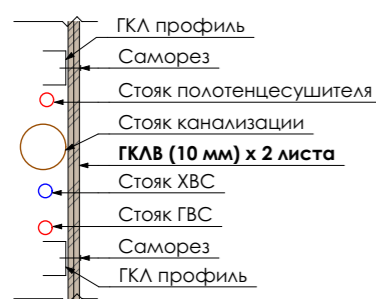 ГКЛ профиль
Саморез
Стояк полотенцесушителя
Стояк канализации
ГКЛВ (10 мм) х 2 листа
Стояк ХВС
Стояк ГВС
Саморез
ГКЛ профиль